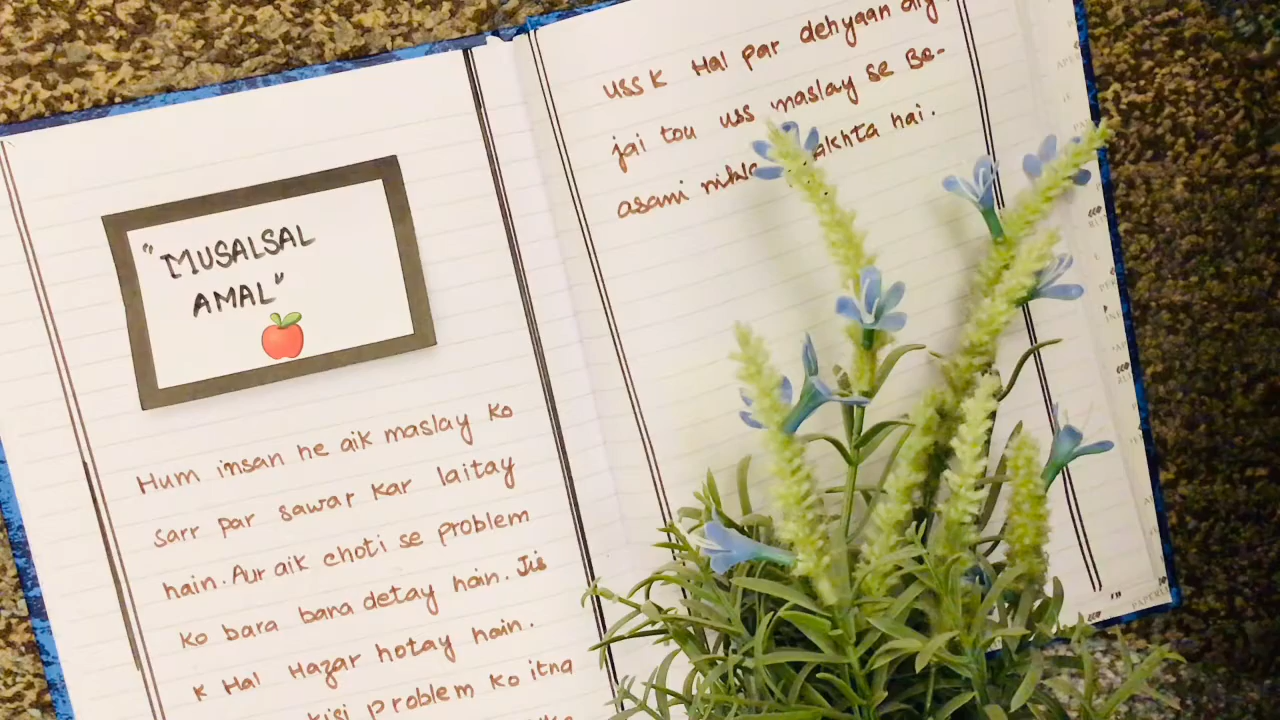 "MUSALSAL
AMAL"
Hum insan he aik maslay ko
sarr par sawar kar laitay
hain. Aur aik choti se problem
ko bara bana detay hain. Jis
k Hal Hazar hotay hain.
kisi problem ko itna
uss k Hal par dehyaan
jai tou uss maslay se Be-
asani hai.